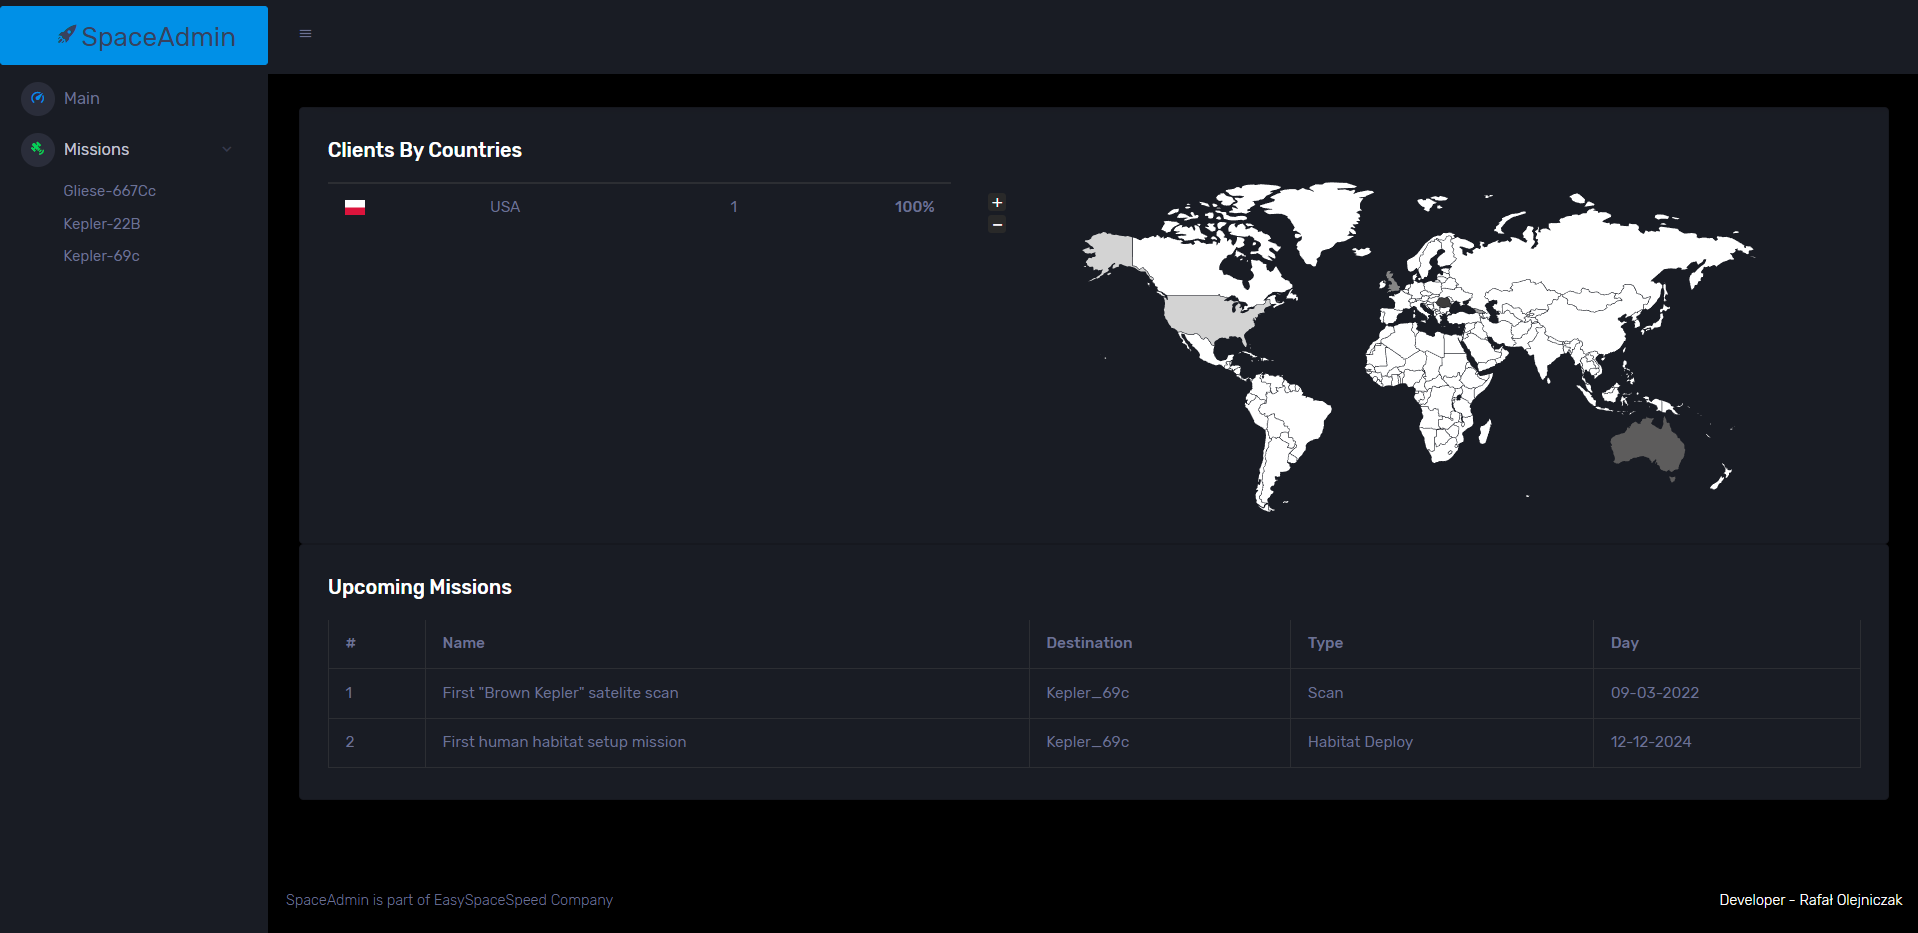 SpaceAdmin
Main
Missions
Gliese-667Cc
Kepler-22B
Kepler-69c
Clients By Countries
USA 1 100%
+
−
Upcoming Missions
# Name Destination Type Day
1 First "Brown Kepler" satelite scan Kepler_69c Scan 09-03-2022
2 First human habitat setup mission Kepler_69c Habitat Deploy 12-12-2024
SpaceAdmin is part of EasySpaceSpeed Company
Developer - Rafał Olejniczak